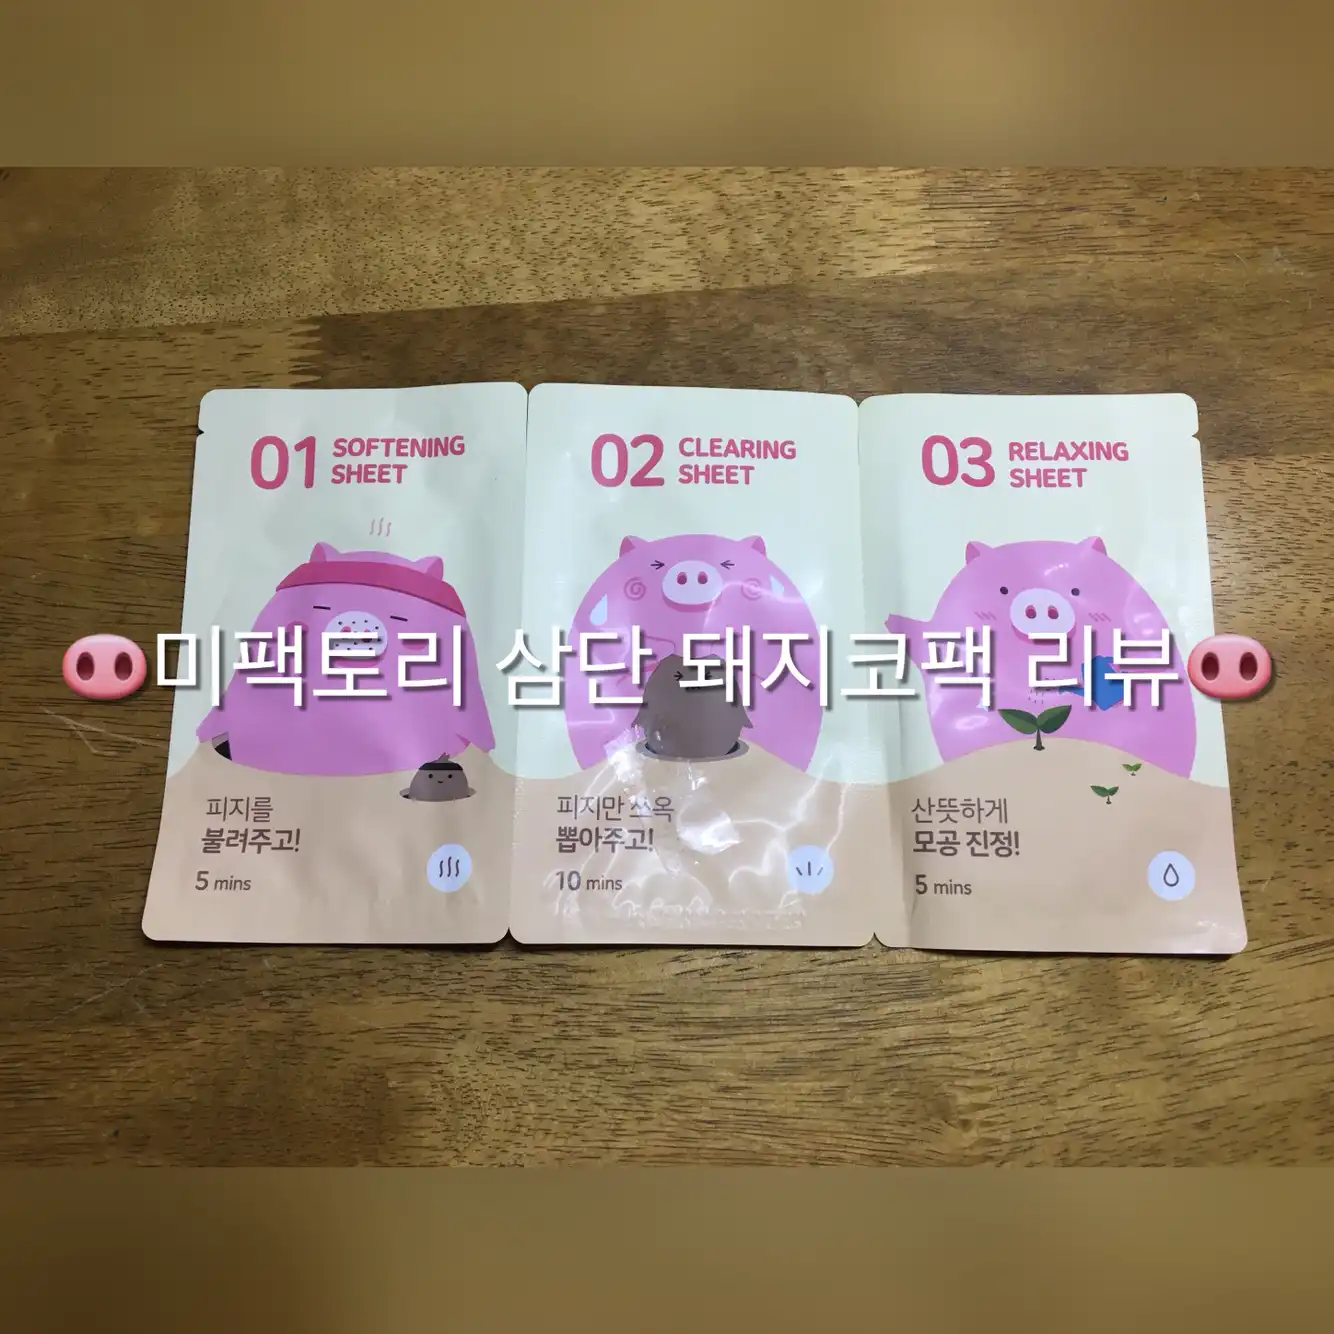 01 SOFTENING
SHEET
02 CLEARING
SHEET
03 RELAXING
SHEET
🐽미팩토리 삼단 돼지코팩 리뷰🐽
피지를
불려주고!
5 mins
피지만 쏘옥
뽑아주고!
10 mins
산뜻하게
모공 진정!
5 mins